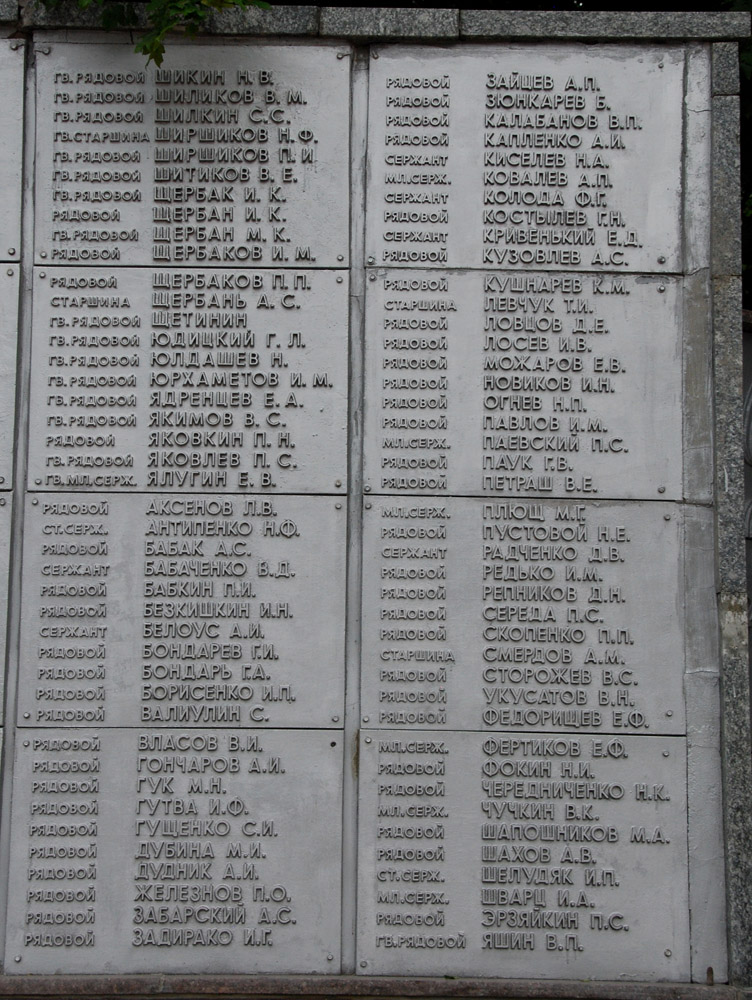 ГВ. РЯДОВОЙ ШИКИН Н. В.
ГВ. РЯДОВОЙ ШИЛИКОВ В. М.
ГВ. РЯДОВОЙ ШИЛКИН С. С.
ГВ. СТАРШИНА ШИРШИКОВ Н. Ф.
ГВ. РЯДОВОЙ ШИРШИКОВ П. И
ГВ. РЯДОВОЙ ШИТИКОВ В. Е.
ГВ. РЯДОВОЙ ЩЕРБАК И. К.
РЯДОВОЙ ЩЕРБАН И. К.
ГВ. РЯДОВОЙ ЩЕРБАН М. К.
РЯДОВОЙ ЩЕРБАКОВ И. М.
РЯДОВОЙ ЩЕРБАКОВ П. П.
СТАРШИНА ЩЕРБАНЬ А. С.
ГВ. РЯДОВОЙ ЩЕТИНИН
ГВ. РЯДОВОЙ ЮДИЦКИЙ Г. Л.
ГВ. РЯДОВОЙ ЮЛДАШЕВ Н.
ГВ. РЯДОВОЙ ЮРХАМЕТОВ И. М.
ГВ. РЯДОВОЙ ЯДРЕНЦЕВ Е. А.
ГВ. РЯДОВОЙ ЯКИМОВ В. С.
РЯДОВОЙ ЯКОВКИН П. Н.
ГВ. РЯДОВОЙ ЯКОВЛЕВ П. С.
ГВ. МЛ. СЕРЖ. ЯЛУГИН Е. В.
РЯДОВОЙ АКСЕНОВ Л.В.
СТ. СЕРЖ. АНТИПЕНКО Н.Ф.
РЯДОВОЙ БАБАК А.С.
СЕРЖАНТ БАБАЧЕНКО В.Д.
РЯДОВОЙ БАБКИН П.И.
РЯДОВОЙ БЕЗКИШКИН И.Н.
СЕРЖАНТ БЕЛОУС А.И.
РЯДОВОЙ БОНДАРЕВ Г.И.
РЯДОВОЙ БОНДАРЬ Г.А.
РЯДОВОЙ БОРИСЕНКО И.П.
РЯДОВОЙ ВАЛИУЛИН С.
РЯДОВОЙ ВЛАСОВ В.И.
РЯДОВОЙ ГОНЧАРОВ А.И.
РЯДОВОЙ ГУК М.Н.
РЯДОВОЙ ГУТВА И.Ф.
РЯДОВОЙ ГУЩЕНКО С.И.
РЯДОВОЙ ДУБИНА М.И.
РЯДОВОЙ ДУДНИК А.И.
РЯДОВОЙ ЖЕЛЕЗНОВ П.О.
РЯДОВОЙ ЗАБАРСКИЙ А.С.
РЯДОВОЙ ЗАДИРАКО И.Г.
РЯДОВОЙ ЗАЙЦЕВ А.П.
РЯДОВОЙ ЗЮНКАРЕВ Б.
РЯДОВОЙ КАЛАБАНОВ В.П.
РЯДОВОЙ КАПЛЕНКО А.И.
СЕРЖАНТ КИСЕЛЕВ Н.А.
МЛ. СЕРЖ. КОВАЛЕВ А.П.
СЕРЖАНТ КОЛОДА Ф.Г.
РЯДОВОЙ КОСТЫЛЕВ Г.Н.
СЕРЖАНТ КРИВЕНЬКИЙ Е.Д.
РЯДОВОЙ КУЗОВЛЕВ А.С.
РЯДОВОЙ КУШНАРЕВ К.М.
СТАРШИНА ЛЕВЧУК Т.И.
РЯДОВОЙ ЛОВЦОВ Д.Е.
РЯДОВОЙ ЛОСЕВ И.В.
РЯДОВОЙ МОЖАРОВ Е.В.
РЯДОВОЙ НОВИКОВ И.Н.
РЯДОВОЙ ОГНЕВ Н.П.
РЯДОВОЙ ПАВЛОВ И.М.
МЛ. СЕРЖ. ПАЕВСКИЙ П.С.
РЯДОВОЙ ПАУК Г.В.
РЯДОВОЙ ПЕТРАШ В.Е.
МЛ. СЕРЖ. ПЛЮЩ М.Г.
РЯДОВОЙ ПУСТОВОЙ Н.Е.
СЕРЖАНТ РАДЧЕНКО Д.В.
РЯДОВОЙ РЕДЬКО И.М.
РЯДОВОЙ РЕПНИКОВ Д.Н.
РЯДОВОЙ СЕРЕДА П.С.
РЯДОВОЙ СКОПЕНКО П.П.
СТАРШИНА СМЕРДОВ А.М.
РЯДОВОЙ СТОРОЖЕВ В.С.
РЯДОВОЙ УКУСАТОВ В.Н.
РЯДОВОЙ ФЕДОРИЩЕВ Е.Ф.
МЛ. СЕРЖ. ФЕРТИКОВ Е.Ф.
РЯДОВОЙ ФОКИН Н.И.
РЯДОВОЙ ЧЕРЕДНИЧЕНКО Н.К.
МЛ. СЕРЖ. ЧУЧКИН В.К.
РЯДОВОЙ ШАПОШНИКОВ М.А.
РЯДОВОЙ ШАХОВ А.В.
СТ. СЕРЖ. ШЕЛУДЯК И.П.
МЛ. СЕРЖ. ШВАРЦ И.А.
РЯДОВОЙ ЭРЗЯЙКИН П.С.
ГВ. РЯДОВОЙ ЯШИН В.П.